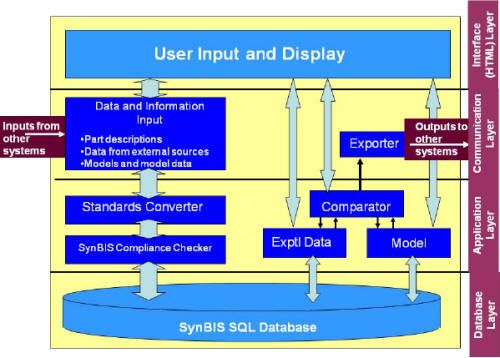 User Input and Display
Interface
(HTML) Layer
Data and Information
Input
•Part descriptions
•Data from external sources
•Models and model data
Inputs from
other
systems
Exporter
Outputs to
other
systems
Communication
Layer
Standards Converter
SynBIS Compliance Checker
Comparator
Exptl Data
Model
Application
Layer
SynBIS SQL Database
Database
Layer